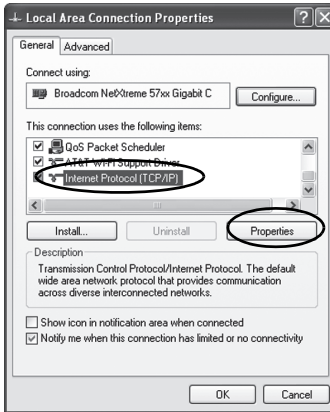 Local Area Connection Properties
General Advanced
Connect using:
Broadcom NetXtreme 57xx Gigabit C Configure...
This connection uses the following items:
QoS Packet Scheduler
AT&T Wi-Fi Support Driver
Internet Protocol (TCP/IP)
Install... Uninstall Properties
Description
Transmission Control Protocol/Internet Protocol. The default
wide area network protocol that provides communication
across diverse interconnected networks.
Show icon in notification area when connected
Notify me when this connection has limited or no connectivity
OK Cancel